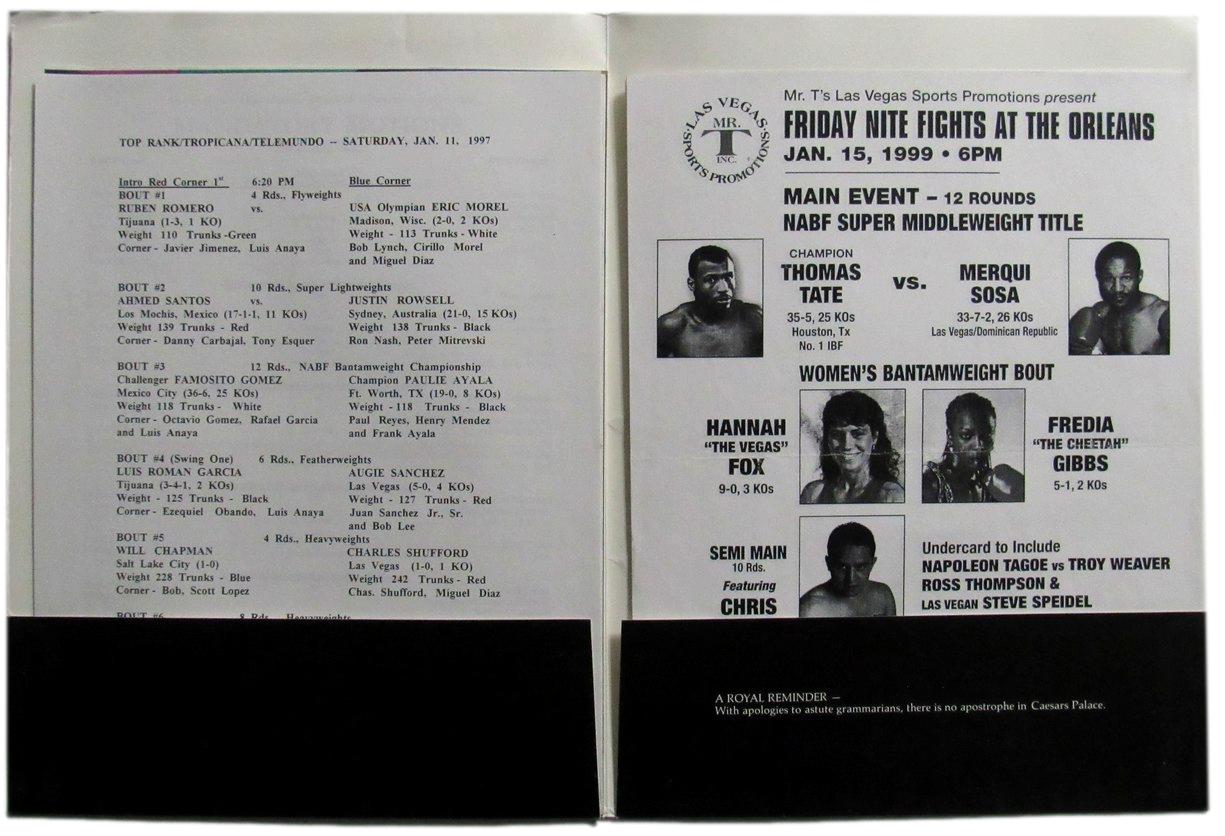 TOP RANK/TROPICANA/TELEMUNDO -- SATURDAY, JAN. 11, 1997
Intro Red Corner 1st 6:20 PM Blue Corner
BOUT #1 4 Rds., Flyweights
RUBEN ROMERO vs. USA Olympian ERIC MOREL
Tijuana (1-3, 1 KO) Madison, Wisc. (2-0, 2 KOs)
Weight 110 Trunks -Green Weight - 113 Trunks - White
Corner - Javier Jimenez, Luis Anaya Bob Lynch, Cirillo Morel
and Miguel Diaz
BOUT #2 10 Rds., Super Lightweights
AHMED SANTOS vs. JUSTIN ROWSELL
Los Mochis, Mexico (17-1-1, 11 KOs) Sydney, Australia (21-0, 15 KOs)
Weight 139 Trunks - Red Weight 138 Trunks - Black
Corner - Danny Carbajal, Tony Esquer Ron Nash, Peter Mitrevski
BOUT #3 12 Rds., NABF Bantamweight Championship
Challenger FAMOSITO GOMEZ Champion PAULIE AYALA
Mexico City (36-6, 25 KOs) Ft. Worth, TX (19-0, 8 KOs)
Weight 118 Trunks - White Weight - 118 Trunks - Black
Corner - Octavio Gomez, Rafael Garcia Paul Reyes, Henry Mendez
and Luis Anaya and Frank Ayala
BOUT #4 (Swing One) 6 Rds., Featherweights
LUIS ROMAN GARCIA AUGIE SANCHEZ
Tijuana (3-4-1, 2 KOs) Las Vegas (5-0, 4 KOs)
Weight - 125 Trunks - Black Weight - 127 Trunks - Red
Corner - Ezequiel Obando, Luis Anaya Juan Sanchez Jr., Sr.
and Bob Lee
BOUT #5 4 Rds., Heavyweights
WILL CHAPMAN CHARLES SHUFFORD
Salt Lake City (1-0) Las Vegas (1-0, 1 KO)
Weight 228 Trunks - Blue Weight 242 Trunks - Red
Corner - Bob, Scott Lopez Chas. Shufford, Miguel Diaz
BOUT #6 8 Rds., Heavyweights
LAS VEGAS · SPORTS PROMOTIONS ·
MR.
T
INC.
Mr. T's Las Vegas Sports Promotions present
FRIDAY NITE FIGHTS AT THE ORLEANS
JAN. 15, 1999 • 6PM
MAIN EVENT – 12 ROUNDS
NABF SUPER MIDDLEWEIGHT TITLE
CHAMPION
THOMAS TATE vs. MERQUI SOSA
35-5, 25 KOs 33-7-2, 26 KOs
Houston, Tx Las Vegas/Dominican Republic
No. 1 IBF
WOMEN'S BANTAMWEIGHT BOUT
HANNAH FREDIA
"THE VEGAS" "THE CHEETAH"
FOX GIBBS
9-0, 3 KOs 5-1, 2 KOs
SEMI MAIN
10 Rds.
Featuring
CHRIS
Undercard to Include
NAPOLEON TAGOE vs TROY WEAVER
ROSS THOMPSON &
LAS VEGAN STEVE SPEIDEL
A ROYAL REMINDER —
With apologies to astute grammarians, there is no apostrophe in Caesars Palace.